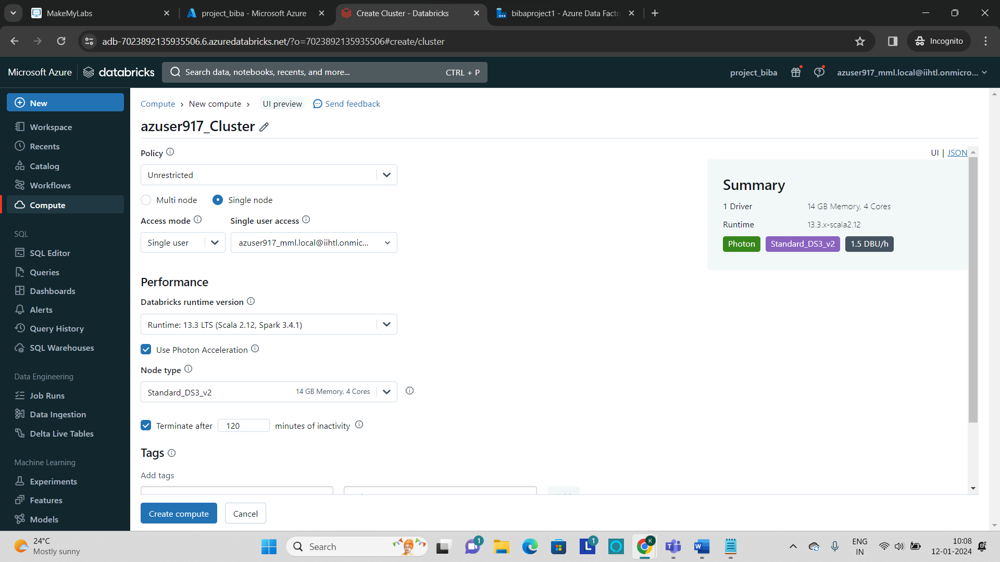 MakeMyLabs
project_biba - Microsoft Azure
Create Cluster - Databricks
bibaproject1 - Azure Data Facto
adb-7023892135935506.6.azuredatabricks.net/?o=7023892135935506#create/cluster
Incognito
Microsoft Azure
databricks
Search data, notebooks, recents, and more...
CTRL + P
project_biba
azuser917_mml.local@iihtl.onmicro...
New
Workspace
Recents
Catalog
Workflows
Compute
SQL
SQL Editor
Queries
Dashboards
Alerts
Query History
SQL Warehouses
Data Engineering
Job Runs
Data Ingestion
Delta Live Tables
Machine Learning
Experiments
Features
Models
Compute > New compute > UI preview Send feedback
azuser917_Cluster
Policy
Unrestricted
Multi node
Single node
Access mode
Single user access
Single user
azuser917_mml.local@iihtl.onmic...
Performance
Databricks runtime version
Runtime: 13.3 LTS (Scala 2.12, Spark 3.4.1)
Use Photon Acceleration
Node type
Standard_DS3_v2
14 GB Memory, 4 Cores
Terminate after 120 minutes of inactivity
Tags
Add tags
Create compute
Cancel
UI | JSON
Summary
1 Driver
14 GB Memory, 4 Cores
Runtime
13.3.x-scala2.12
Photon
Standard_DS3_v2
1.5 DBU/h
24°C
Mostly sunny
Search
1
L
1
K
W
ENG
IN
10:08
12-01-2024